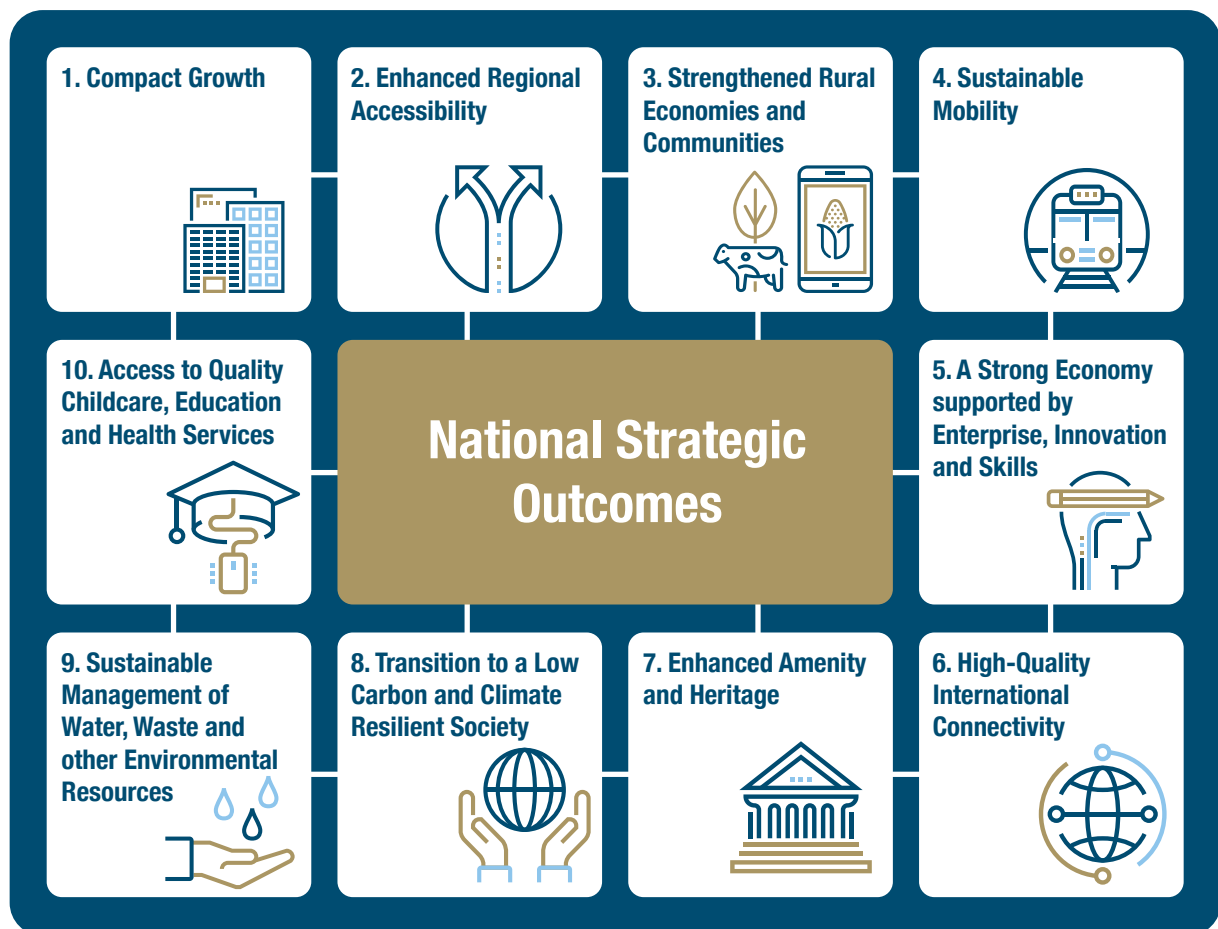 1. Compact Growth
2. Enhanced Regional
Accessibility
3. Strengthened Rural
Economies and
Communities
4. Sustainable
Mobility
10. Access to Quality
Childcare, Education
and Health Services
National Strategic
Outcomes
5. A Strong Economy
supported by
Enterprise, Innovation
and Skills
9. Sustainable
Management of
Water, Waste and
other Environmental
Resources
8. Transition to a Low
Carbon and Climate
Resilient Society
7. Enhanced Amenity
and Heritage
6. High-Quality
International
Connectivity